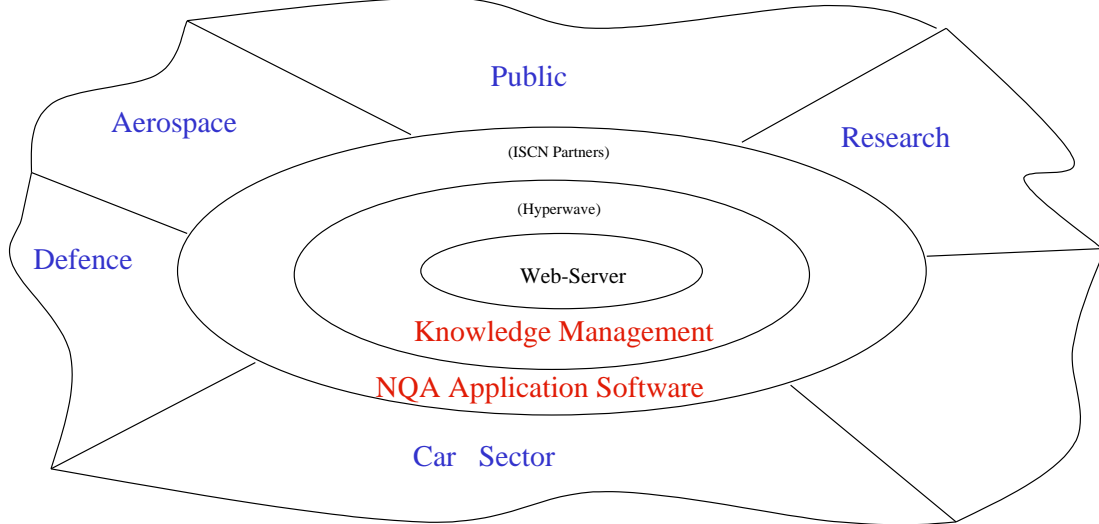 Public
Aerospace
Research
(ISCN Partners)
(Hyperwave)
Defence
Web-Server
Knowledge Management
NQA Application Software
Car Sector